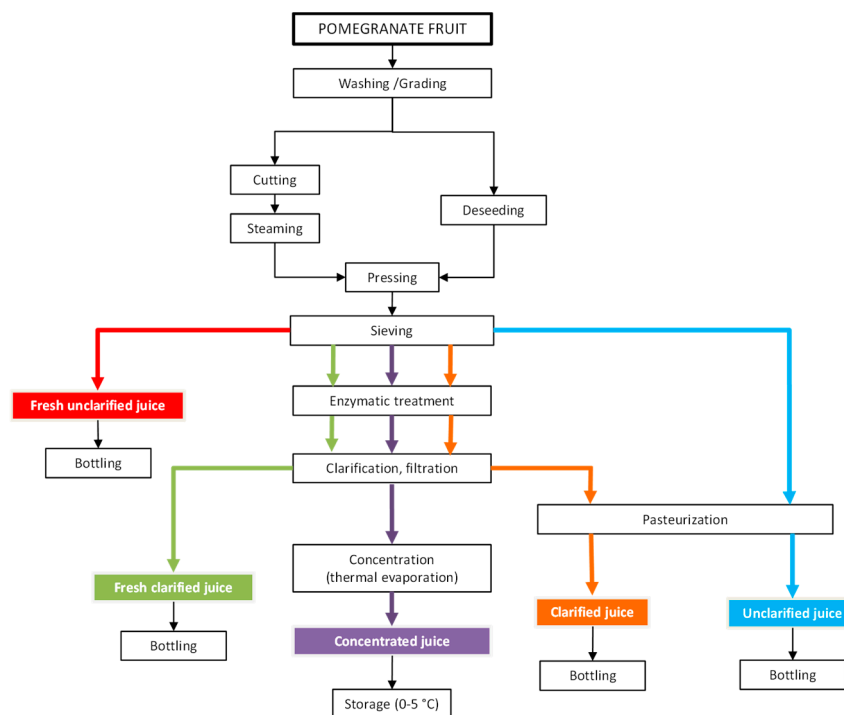 POMEGRANATE FRUIT
Washing /Grading
Cutting
Steaming
Deseeding
Pressing
Sieving
Enzymatic treatment
Fresh unclarified juice
Bottling
Clarification, filtration
Pasteurization
Concentration
(thermal evaporation)
Fresh clarified juice
Clarified juice
Unclarified juice
Bottling
Concentrated juice
Bottling
Bottling
Storage (0-5 °C)